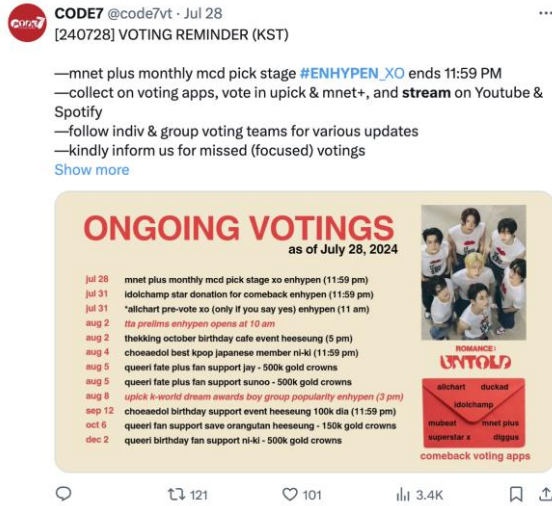 CODE7 @code7vt · Jul 28
[240728] VOTING REMINDER (KST)
—mnet plus monthly mcd pick stage #ENHYPEN_XO ends 11:59 PM
—collect on voting apps, vote in upick & mnet+, and stream on Youtube &
Spotify
—follow indiv & group voting teams for various updates
—kindly inform us for missed (focused) votings
Show more
ONGOING VOTINGS
as of July 28, 2024
jul 28 mnet plus monthly mcd pick stage xo enhypen (11:59 pm)
jul 31 idolchamp star donation for comeback enhypen (11:59 pm)
jul 31 *allchart pre-vote xo (only if you say yes) enhypen (11 am)
aug 2 tta prelims enhypen opens at 10 am
aug 2 thekking october birthday cafe event heeseung (5 pm)
aug 4 choeaedol best kpop japanese member ni-ki (11:59 pm)
aug 5 queeri fate plus fan support jay - 500k gold crowns
aug 5 queeri fate plus fan support sunoo - 500k gold crowns
aug 8 upick k-world dream awards boy group popularity enhypen (3 pm)
sep 12 choeaedol birthday support event heeseung 100k dia (11:59 pm)
oct 6 queeri fan support save orangutan heeseung - 150k gold crowns
dec 2 queeri birthday fan support ni-ki - 500k gold crowns
ROMANCE:
UNTOLD
allchart duckad
idolchamp
mubeat mnet plus
superstar x diggus
comeback voting apps
121 101 3.4K